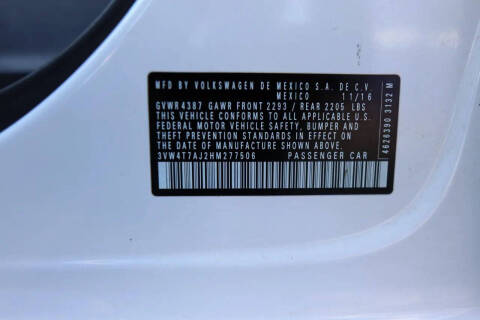 MFD BY VOLKSWAGEN DE MEXICO S.A. DE C.V.
MEXICO 11/16
GVWR 4387 GAWR FRONT 2293 / REAR 2205 LBS
THIS VEHICLE CONFORMS TO ALL APPLICABLE U.S.
FEDERAL MOTOR VEHICLE SAFETY, BUMPER AND
THEFT PREVENTION STANDARDS IN EFFECT ON
THE DATE OF MANUFACTURE SHOWN ABOVE.
3VW4T7AJ2HM277506 PASSENGER CAR
4626390 3132 M